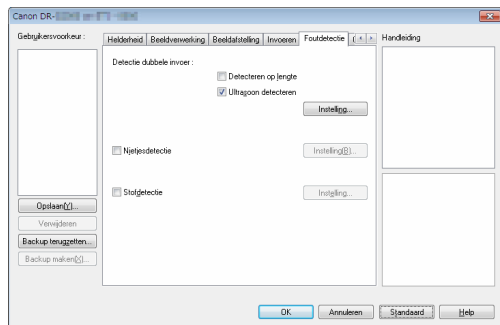 Canon DR-
Gebruikersvoorkeur :
Helderheid Beeldverwerking Beeldafstelling Invoeren Foutdetectie
Handleiding
Detectie dubbele invoer :
Detecteren op lengte
Ultrasoon detecteren
Instelling...
Nietjesdetectie
Instelling(B)...
Stofdetectie
Instelling...
Opslaan(Y)...
Verwijderen
Backup terugzetten...
Backup maken(X)...
OK Annuleren Standaard Help